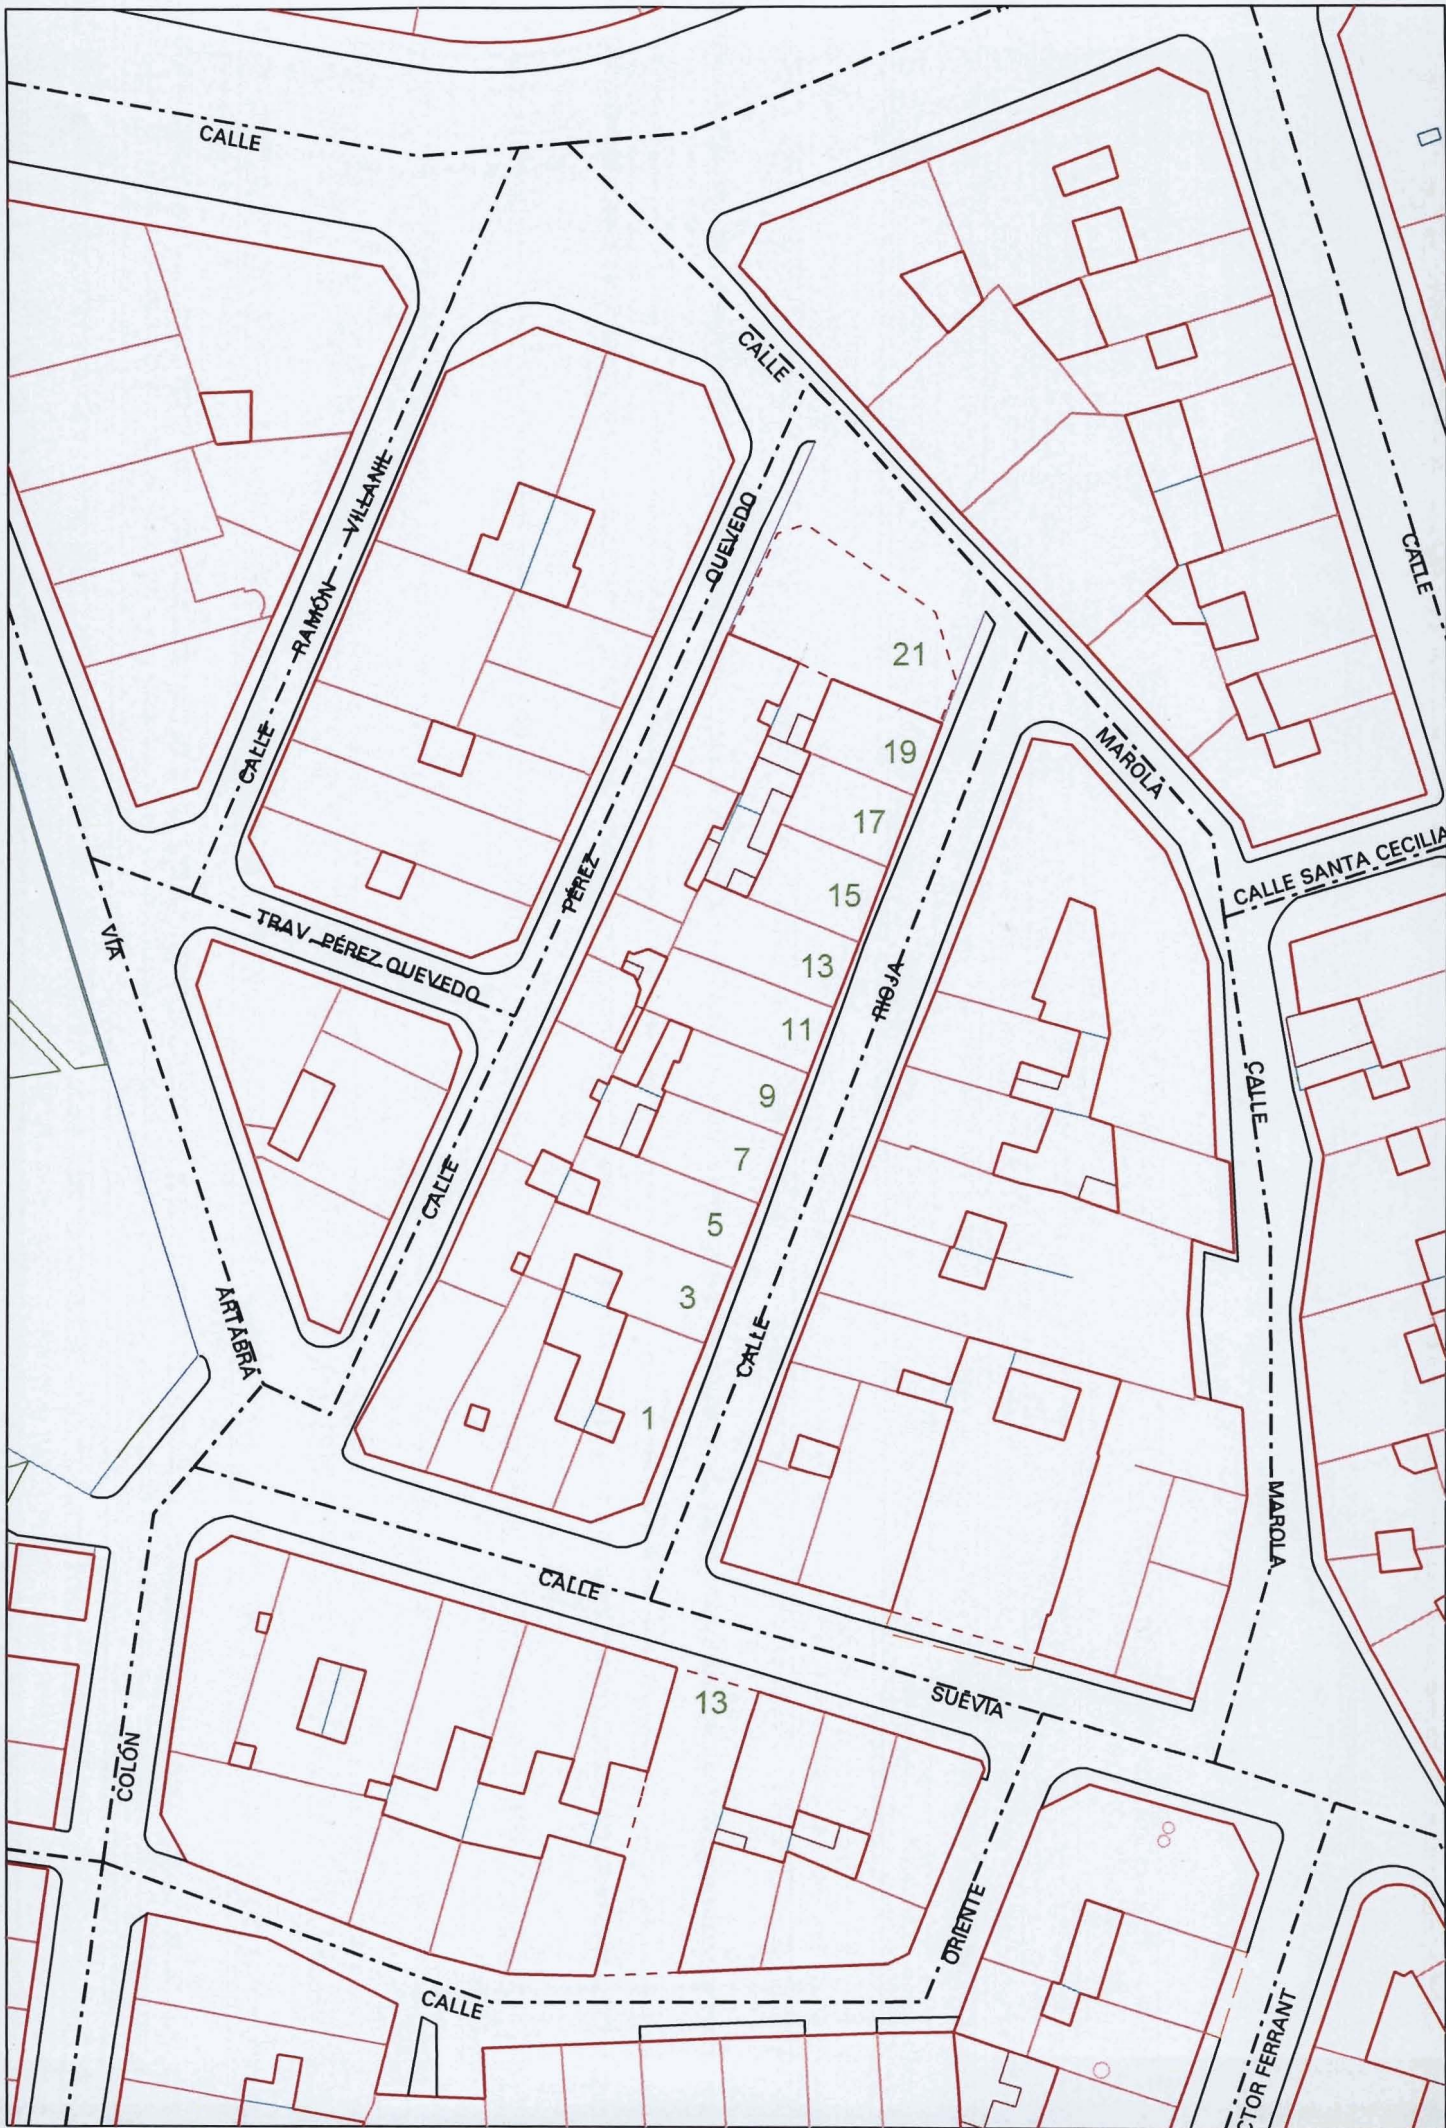 CALLE
CALLE
CALLE RAMÓN VILLANIL
CALLE PÉREZ QUEVEDO
CALLE
21
19
17
15
13
11
9
7
5
3
1
CALLE RIOJA
MAROLA
CALLE SANTA CECILIA
TRAV. PÉREZ QUEVEDO
VÍA ARTABRA
CALLE MAROLA
CALLE SUEVIA
13
COLÓN
CALLE ORIENTE
CTOR FERRANT